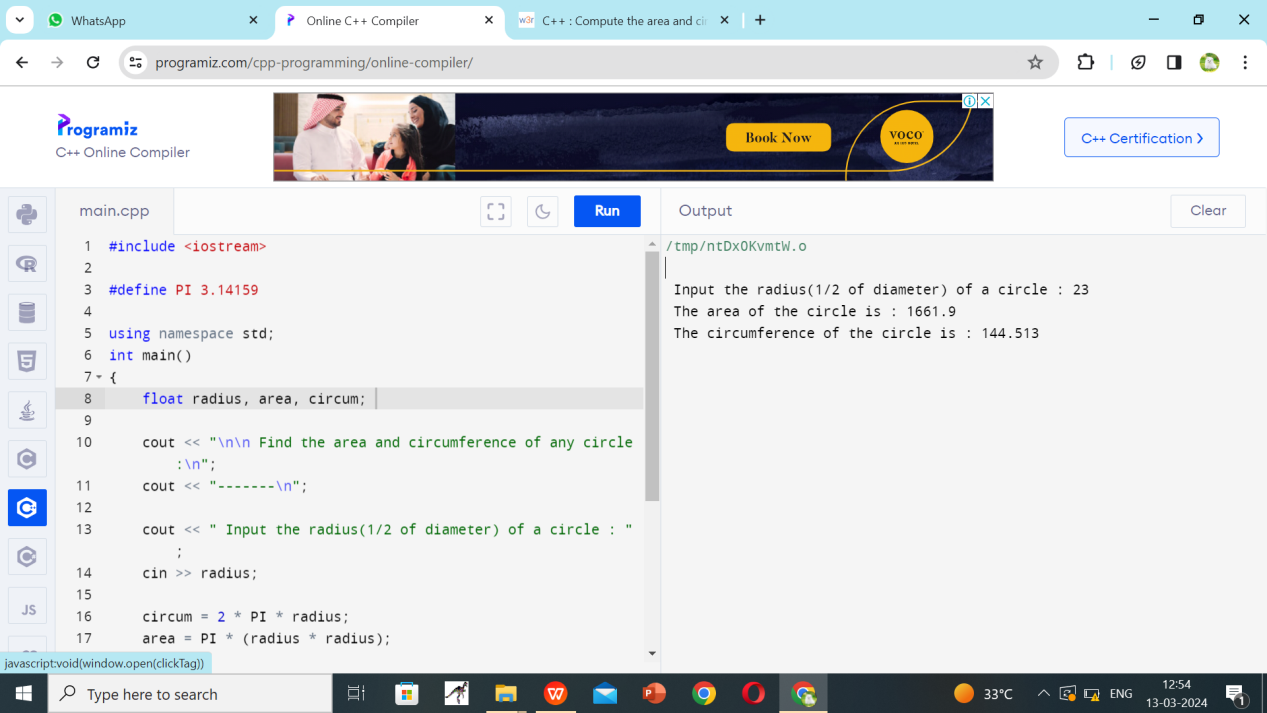 WhatsApp
Online C++ Compiler
w3r C++ : Compute the area and cir
programiz.com/cpp-programming/online-compiler/
Programiz
C++ Online Compiler
Book Now
VOCO
AN IHG HOTEL
C++ Certification >
main.cpp
Run
Output
Clear
1 #include <iostream>
2
3 #define PI 3.14159
4
5 using namespace std;
6 int main()
7 {
8 float radius, area, circum;
9
10 cout << "\n\n Find the area and circumference of any circle
:\n";
11 cout << "-------\n";
12
13 cout << " Input the radius(1/2 of diameter) of a circle : "
;
14 cin >> radius;
15
16 circum = 2 * PI * radius;
17 area = PI * (radius * radius);
/tmp/ntDxOKvmtW.o
Input the radius(1/2 of diameter) of a circle : 23
The area of the circle is : 1661.9
The circumference of the circle is : 144.513
JS
javascript:void(window.open(clickTag))
Type here to search
33°C
ENG
12:54
13-03-2024
1